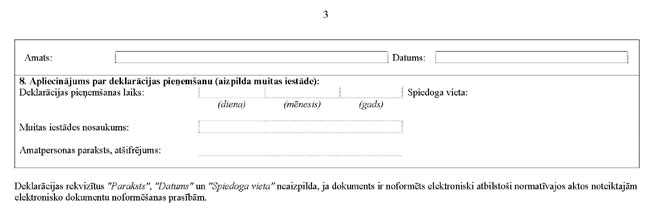 3
Amats: Datums:
8. Apliecinājums par deklarācijas pieņemšanu (aizpilda muitas iestāde):
Deklarācijas pieņemšanas laiks: Spiedoga vieta:
(diena) (mēnesis) (gads)
Muitas iestādes nosaukums:
Amatpersonas paraksts, atšifrējums:
Deklarācijas rekvizītus "Paraksts", "Datums" un "Spiedoga vieta" neaizpilda, ja dokuments ir noformēts elektroniski atbilstoši normatīvajos aktos noteiktajām
elektronisko dokumentu noformēšanas prasībām.